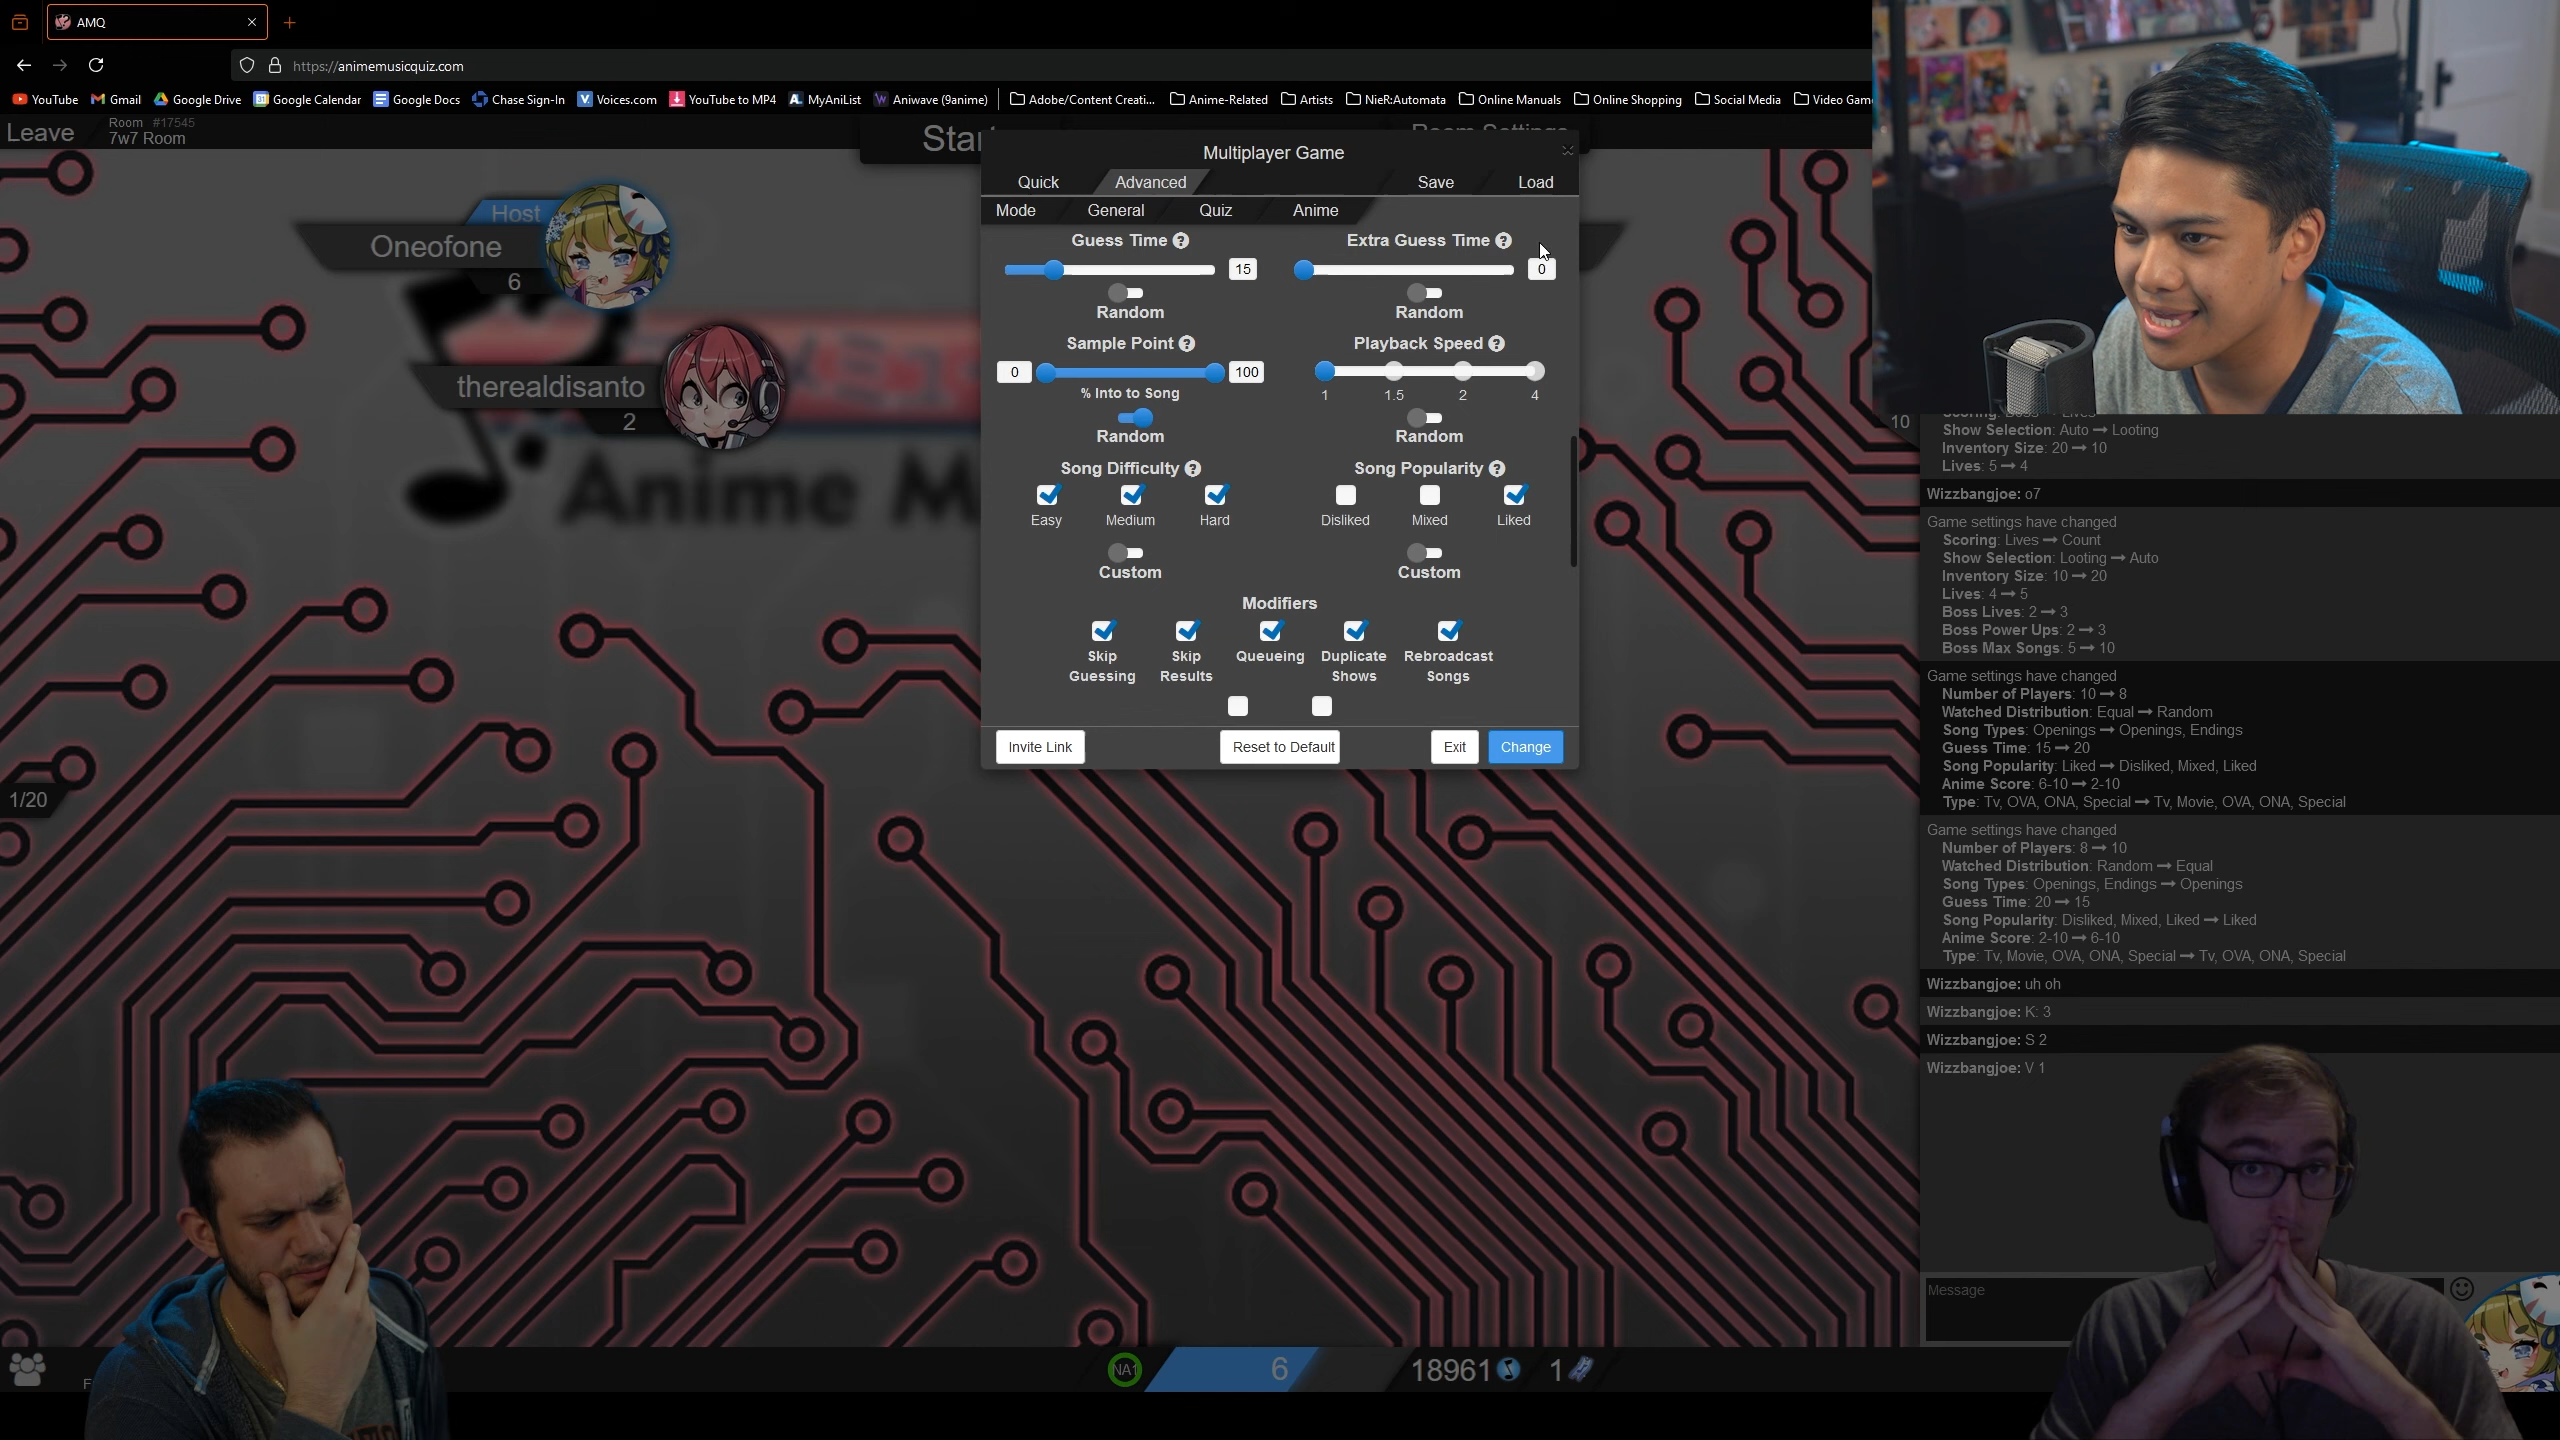 AMQ
https://animemusicquiz.com
YouTube
Gmail
Google Drive
Google Calendar
Google Docs
Chase Sign-In
Voices.com
YouTube to MP4
MyAniList
Aniwave (9anime)
Adobe/Content Creati...
Anime-Related
Artists
NieR:Automata
Online Manuals
Online Shopping
Social Media
Leave
Room #17545
7w7 Room
Room Settings
Host
Oneofone
6
therealdisanto
2
1/20
Multiplayer Game
Quick
Advanced
Save
Load
Mode
General
Quiz
Anime
Guess Time ?
15
Random
Extra Guess Time ?
0
Random
Sample Point ?
0
100
% Into to Song
Random
Playback Speed ?
1 1.5 2 4
Random
Song Difficulty ?
Easy Medium Hard
Custom
Song Popularity ?
Disliked Mixed Liked
Custom
Modifiers
Skip Guessing
Skip Results
Queueing
Duplicate Shows
Rebroadcast Songs
Invite Link
Reset to Default
Exit
Change
10
Show Selection: Auto → Looting
Inventory Size: 20 → 10
Lives: 5 → 4
Wizzbangjoe: o7
Game settings have changed
Scoring: Lives → Count
Show Selection: Looting → Auto
Inventory Size: 10 → 20
Lives: 4 → 5
Boss Lives: 2 → 3
Boss Power Ups: 2 → 3
Boss Max Songs: 5 → 10
Game settings have changed
Number of Players: 10 → 8
Watched Distribution: Equal → Random
Song Types: Openings → Openings, Endings
Guess Time: 15 → 20
Song Popularity: Liked → Disliked, Mixed, Liked
Anime Score: 6-10 → 2-10
Type: Tv, OVA, ONA, Special → Tv, Movie, OVA, ONA, Special
Game settings have changed
Number of Players: 8 → 10
Watched Distribution: Random → Equal
Song Types: Openings, Endings → Openings
Guess Time: 20 → 15
Song Popularity: Disliked, Mixed, Liked → Liked
Anime Score: 2-10 → 6-10
Type: Tv, Movie, OVA, ONA, Special → Tv, OVA, ONA, Special
Wizzbangjoe: uh oh
Wizzbangjoe: K: 3
Wizzbangjoe: S 2
Wizzbangjoe: V 1
Message
Anime M
NA1
6
18961
1